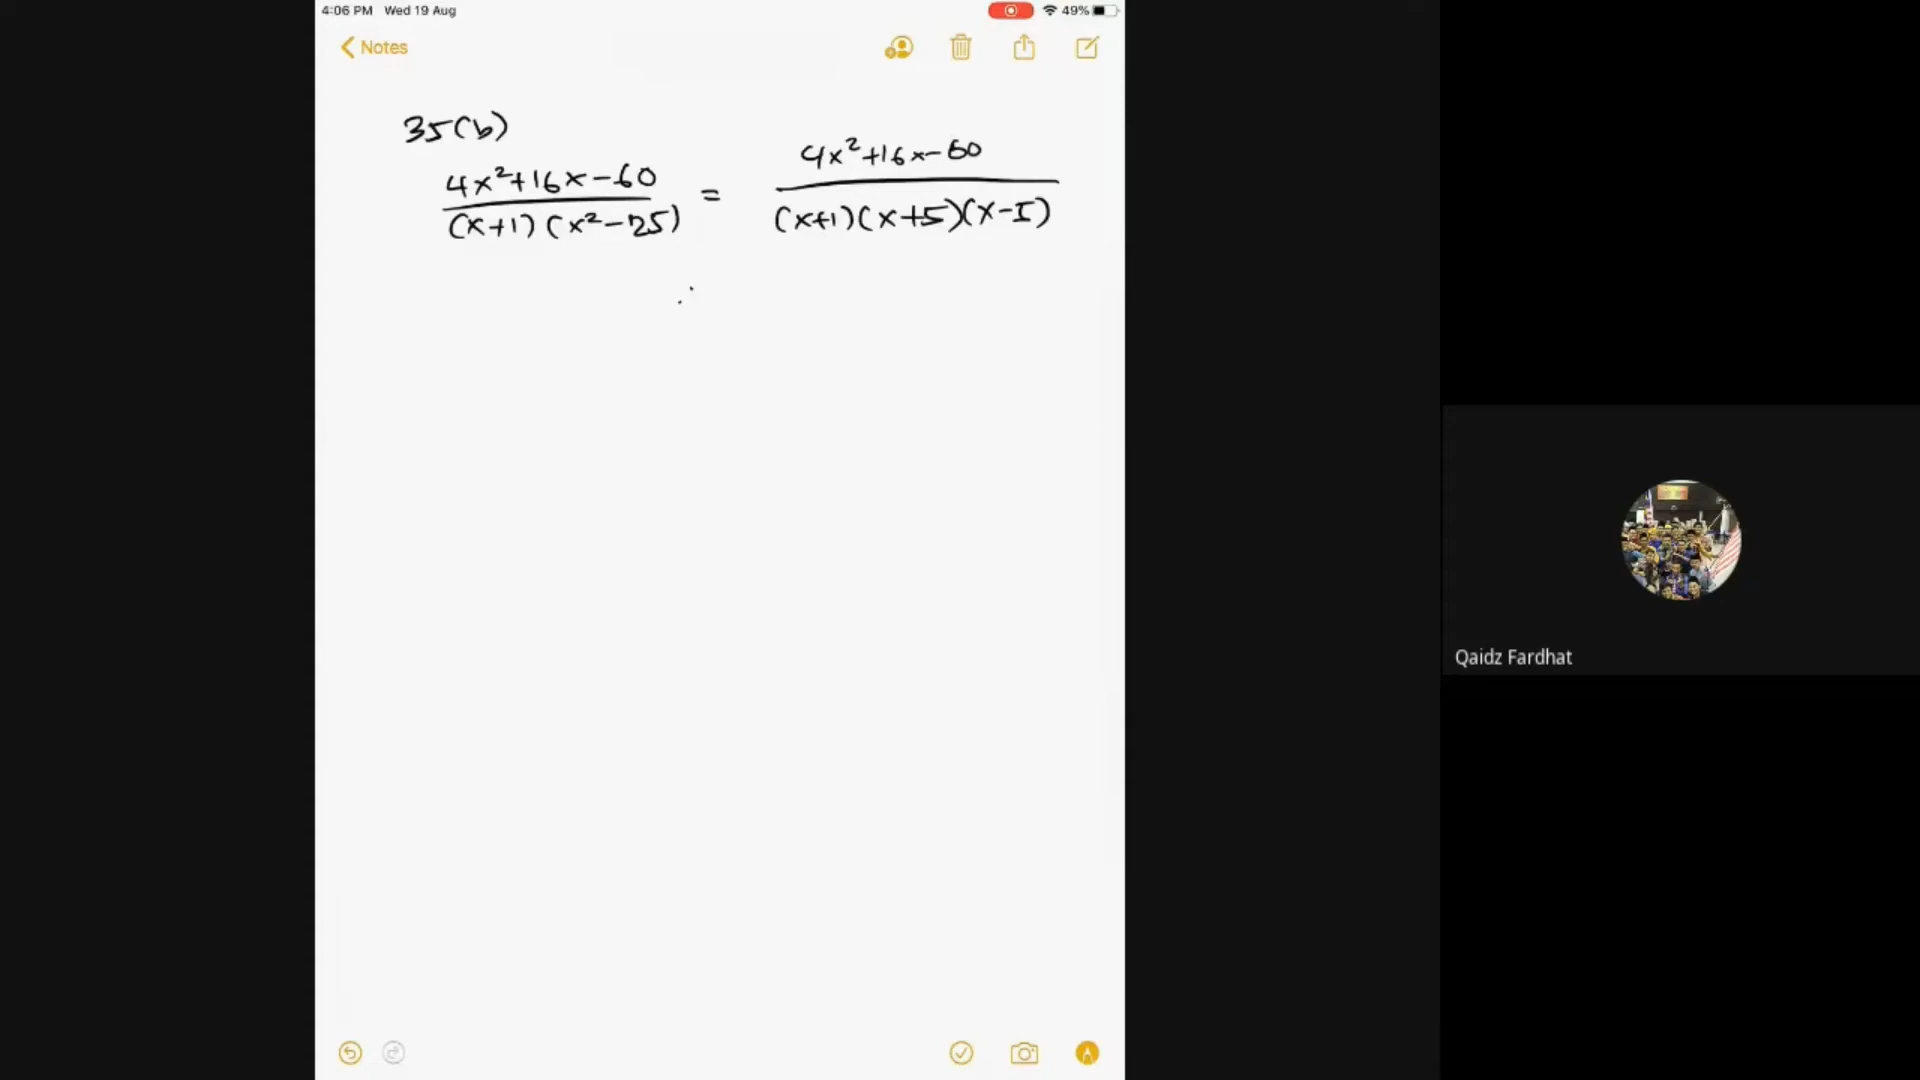 4:06 PM Wed 19 Aug
49%
Notes
35(b)
4x²+16x-60 / (x+1)(x²-25) = 4x²+16x-60 / (x+1)(x+5)(x-5)
Qaidz Fardhat